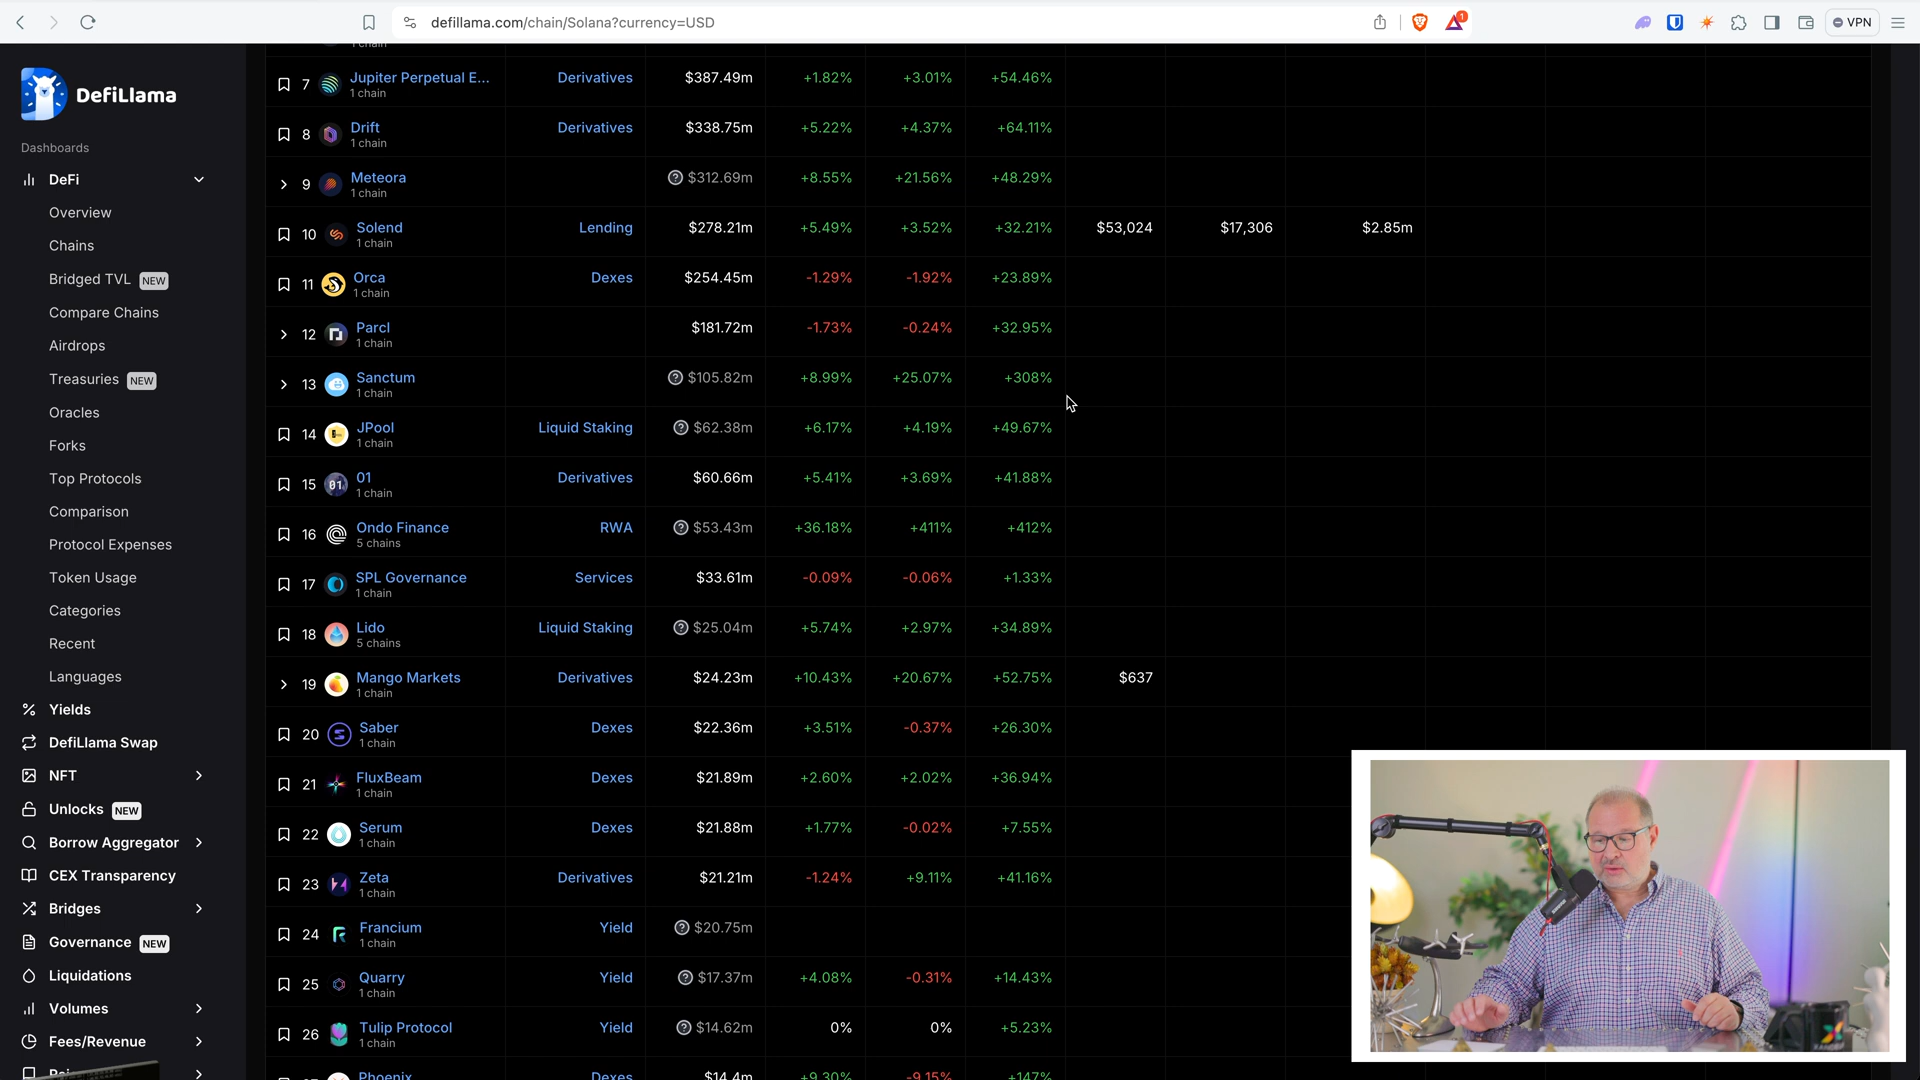 defillama.com/chain/Solana?currency=USD
1
VPN
DefiLlama
Dashboards
DeFi
Overview
Chains
Bridged TVL NEW
Compare Chains
Airdrops
Treasuries NEW
Oracles
Forks
Top Protocols
Comparison
Protocol Expenses
Token Usage
Categories
Recent
Languages
Yields
DefiLlama Swap
NFT
Unlocks NEW
Borrow Aggregator
CEX Transparency
Bridges
Governance NEW
Liquidations
Volumes
Fees/Revenue
1 chain
7 Jupiter Perpetual E... Derivatives $387.49m +1.82% +3.01% +54.46%
1 chain
8 Drift Derivatives $338.75m +5.22% +4.37% +64.11%
1 chain
9 Meteora $312.69m +8.55% +21.56% +48.29%
1 chain
10 Solend Lending $278.21m +5.49% +3.52% +32.21% $53,024 $17,306 $2.85m
1 chain
11 Orca Dexes $254.45m -1.29% -1.92% +23.89%
1 chain
12 Parcl $181.72m -1.73% -0.24% +32.95%
1 chain
13 Sanctum $105.82m +8.99% +25.07% +308%
1 chain
14 JPool Liquid Staking $62.38m +6.17% +4.19% +49.67%
1 chain
15 01 Derivatives $60.66m +5.41% +3.69% +41.88%
1 chain
16 Ondo Finance RWA $53.43m +36.18% +411% +412%
5 chains
17 SPL Governance Services $33.61m -0.09% -0.06% +1.33%
1 chain
18 Lido Liquid Staking $25.04m +5.74% +2.97% +34.89%
5 chains
19 Mango Markets Derivatives $24.23m +10.43% +20.67% +52.75% $637
1 chain
20 Saber Dexes $22.36m +3.51% -0.37% +26.30%
1 chain
21 FluxBeam Dexes $21.89m +2.60% +2.02% +36.94%
1 chain
22 Serum Dexes $21.88m +1.77% -0.02% +7.55%
1 chain
23 Zeta Derivatives $21.21m -1.24% +9.11% +41.16%
1 chain
24 Francium Yield $20.75m
1 chain
25 Quarry Yield $17.37m +4.08% -0.31% +14.43%
1 chain
26 Tulip Protocol Yield $14.62m 0% 0% +5.23%
1 chain
Phoenix Dexes $14.4m +9.30% -9.15% +147%